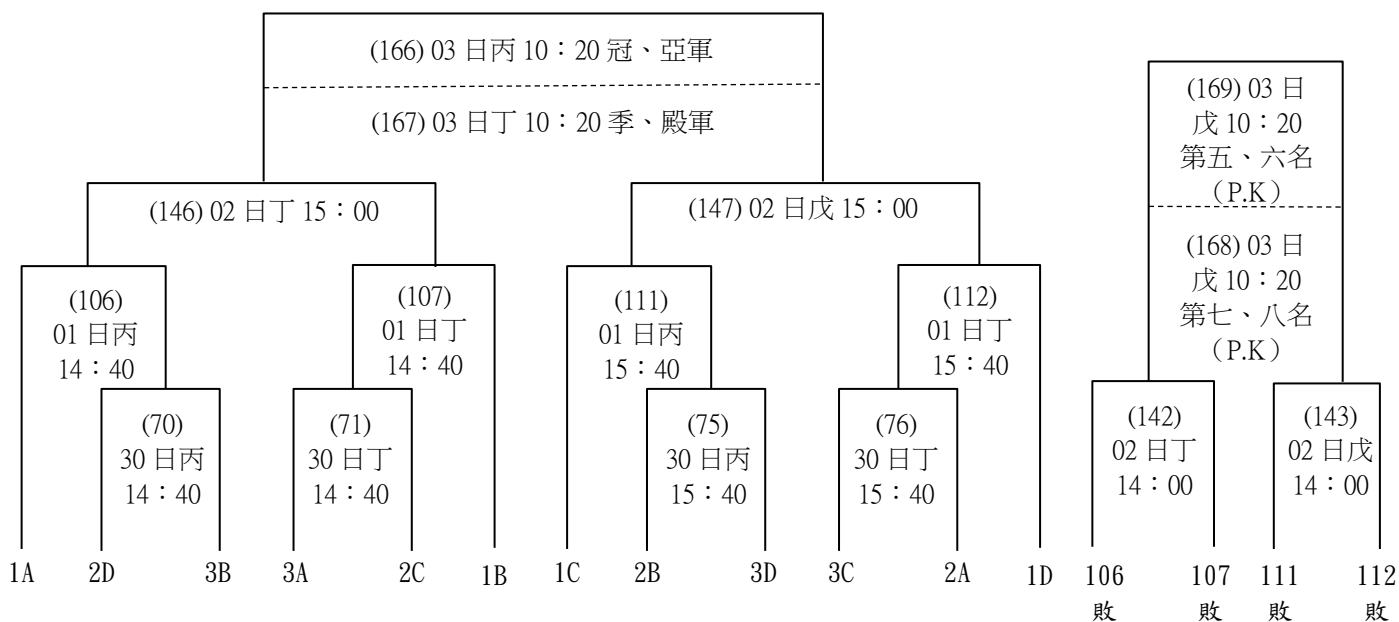 (166) 03 日丙 10：20 冠、亞軍
(167) 03 日丁 10：20 季、殿軍
(169) 03 日
戊 10：20
第五、六名
（P.K）
(146) 02 日丁 15：00
(147) 02 日戊 15：00
(168) 03 日
戊 10：20
第七、八名
（P.K）
(106)
01 日丙
14：40
(107)
01 日丁
14：40
(111)
01 日丙
15：40
(112)
01 日丁
15：40
(70)
30 日丙
14：40
(71)
30 日丁
14：40
(75)
30 日丙
15：40
(76)
30 日丁
15：40
(142)
02 日丁
14：00
(143)
02 日戊
14：00
1A
2D
3B
3A
2C
1B
1C
2B
3D
3C
2A
1D
106
敗
107
敗
111
敗
112
敗